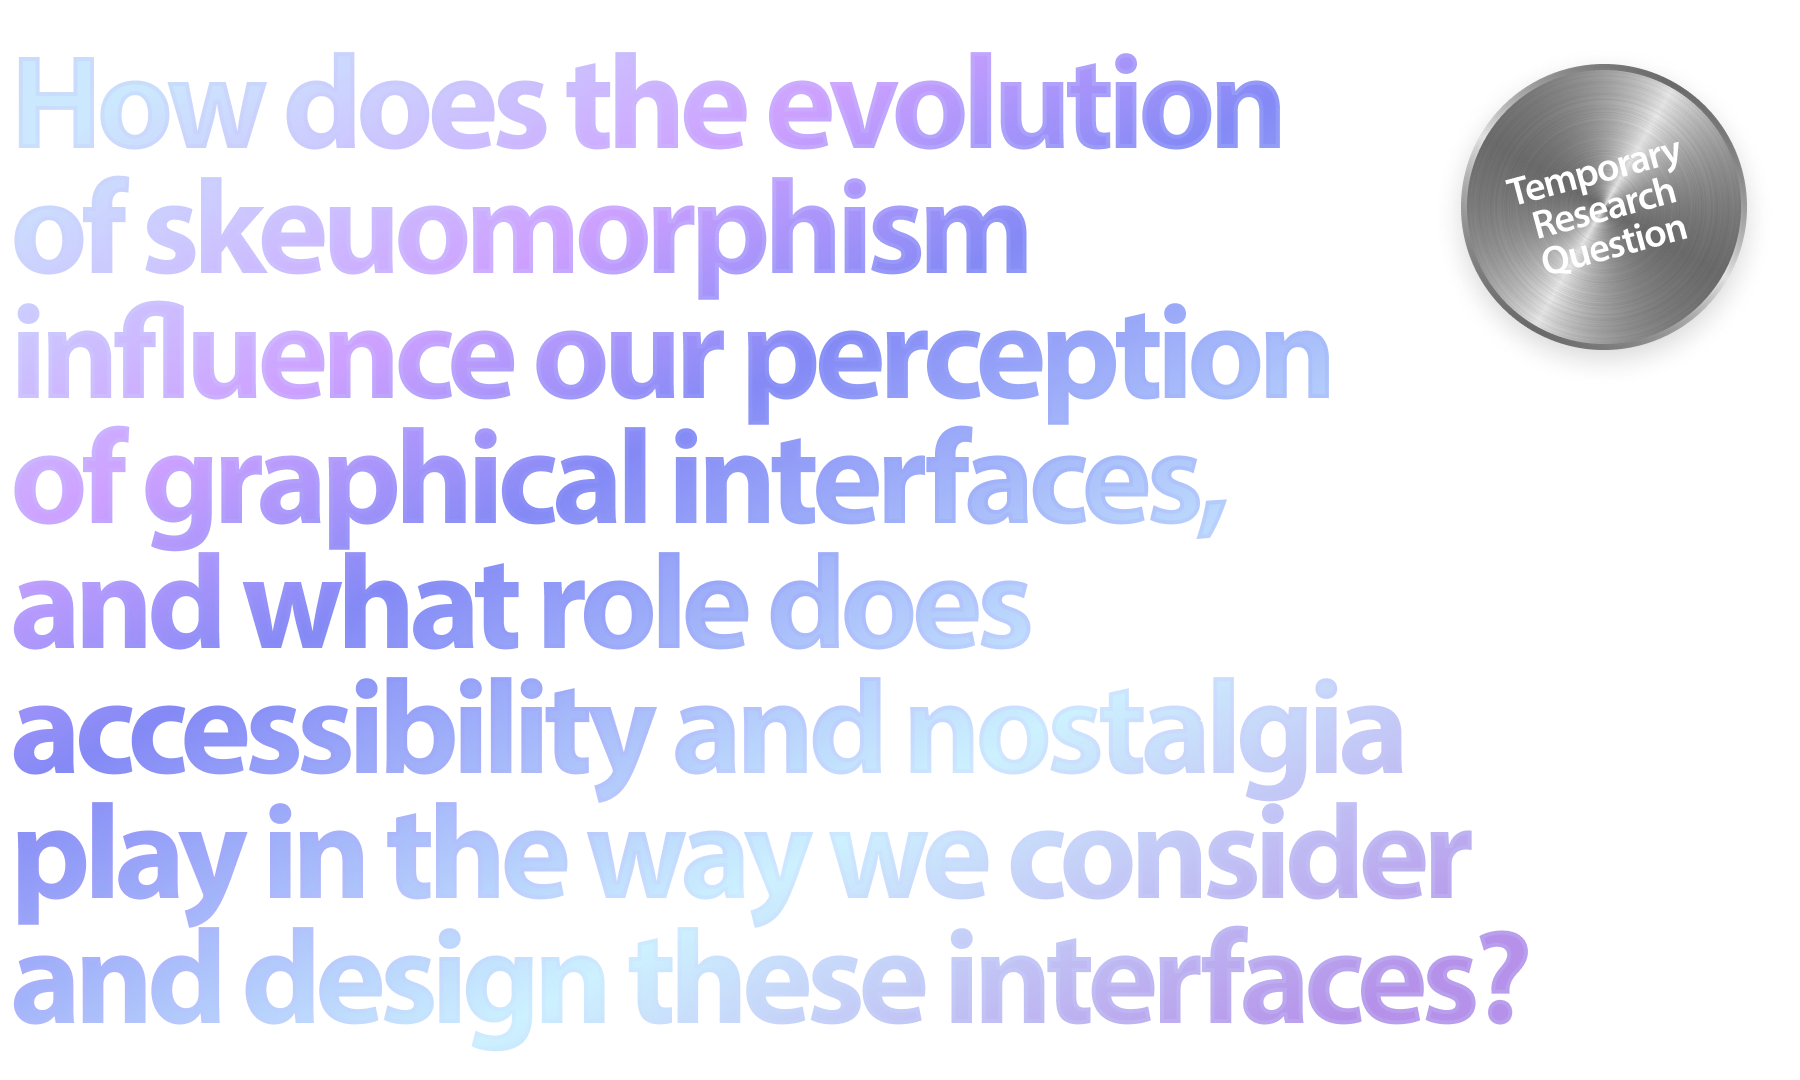 How does the evolution
of skeuomorphism
influence our perception
of graphical interfaces,
and what role does
accessibility and nostalgia
play in the way we consider
and design these interfaces?
Temporary
Research
Question